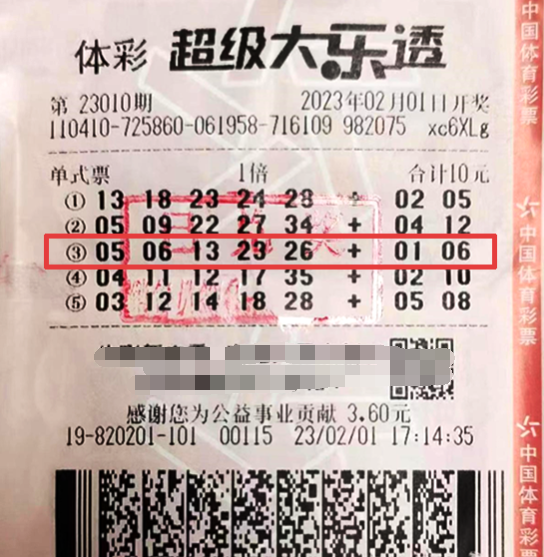 体彩 超级大乐透
第 23010期 2023年02月01日开奖
110410-725860-061958-716109 982075 xc6XLg
单式票 1倍 合计10元
① 13 18 23 24 28 + 02 05
② 05 09 22 27 34 + 04 12
③ 05 06 13 26 + 01 06
④ 04 11 12 17 35 + 02 10
⑤ 03 12 14 18 28 + 05 08
感谢您为公益事业贡献 3.60元
19-820201-101 00115 23/02/01 17:14:35
中国体育彩票
中国体育彩票
中国体育彩票